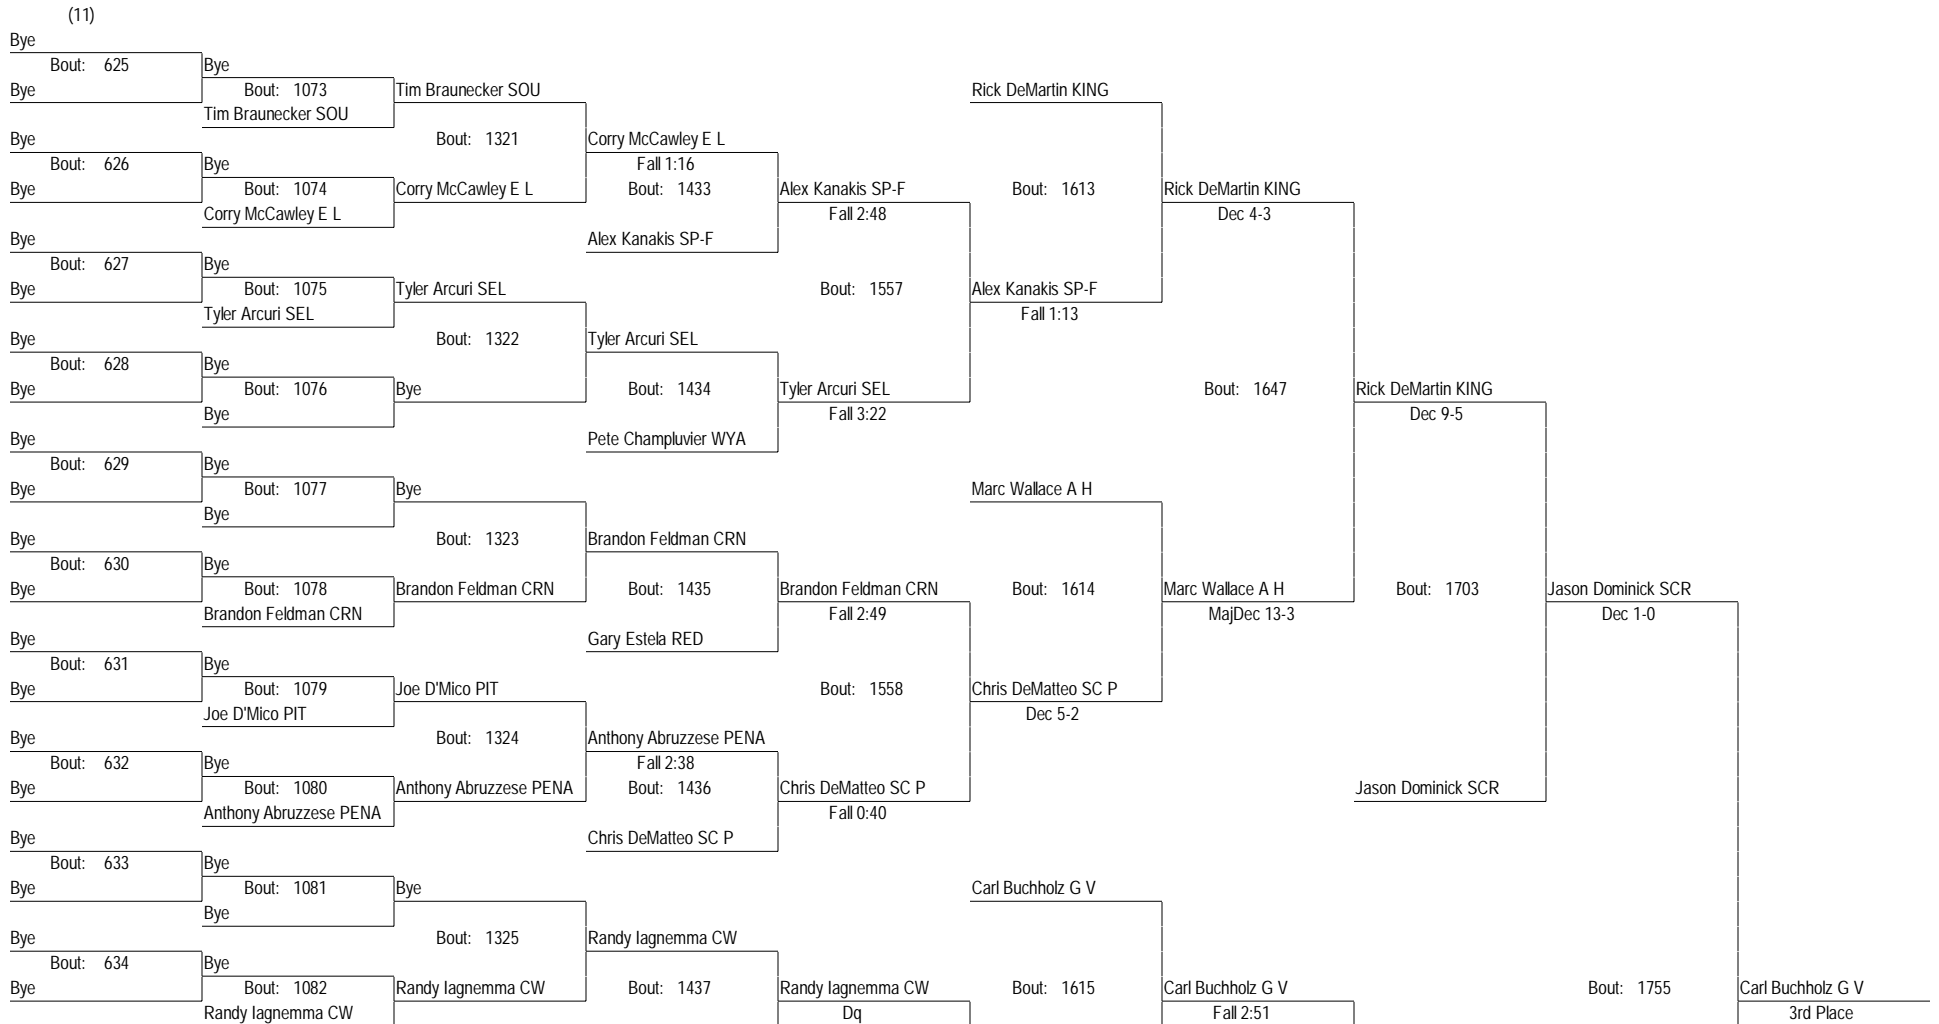 (11)
Bye
Bout: 625 Bye
Bye Bout: 1073 Tim Braunecker SOU Rick DeMartin KING
Tim Braunecker SOU
Bye Bout: 1321 Corry McCawley E L
Bout: 626 Bye Fall 1:16
Bye Bout: 1074 Corry McCawley E L Bout: 1433 Alex Kanakis SP-F Bout: 1613 Rick DeMartin KING
Corry McCawley E L Fall 2:48 Dec 4-3
Bye Alex Kanakis SP-F
Bout: 627 Bye
Bye Bout: 1075 Tyler Arcuri SEL Bout: 1557 Alex Kanakis SP-F
Tyler Arcuri SEL Fall 1:13
Bye Bout: 1322 Tyler Arcuri SEL
Bout: 628 Bye
Bye Bout: 1076 Bye Bout: 1434 Tyler Arcuri SEL Bout: 1647 Rick DeMartin KING
Bye Fall 3:22 Dec 9-5
Bye Pete Champluvier WYA
Bout: 629 Bye
Bye Bout: 1077 Bye Marc Wallace A H
Bye
Bye Bout: 1323 Brandon Feldman CRN
Bout: 630 Bye
Bye Bout: 1078 Brandon Feldman CRN Bout: 1435 Brandon Feldman CRN Bout: 1614 Marc Wallace A H Bout: 1703 Jason Dominick SCR
Brandon Feldman CRN Fall 2:49 MajDec 13-3 Dec 1-0
Bye Gary Estela RED
Bout: 631 Bye
Bye Bout: 1079 Joe D'Mico PIT Bout: 1558 Chris DeMatteo SC P
Joe D'Mico PIT Dec 5-2
Bye Bout: 1324 Anthony Abruzzese PENA
Bout: 632 Bye Fall 2:38
Bye Bout: 1080 Anthony Abruzzese PENA Bout: 1436 Chris DeMatteo SC P Jason Dominick SCR
Anthony Abruzzese PENA Fall 0:40
Bye Chris DeMatteo SC P
Bout: 633 Bye
Bye Bout: 1081 Bye Carl Buchholz G V
Bye
Bye Bout: 1325 Randy Iagnemma CW
Bout: 634 Bye
Bye Bout: 1082 Randy Iagnemma CW Bout: 1437 Randy Iagnemma CW Bout: 1615 Carl Buchholz G V Bout: 1755 Carl Buchholz G V
Randy Iagnemma CW Dq Fall 2:51 3rd Place